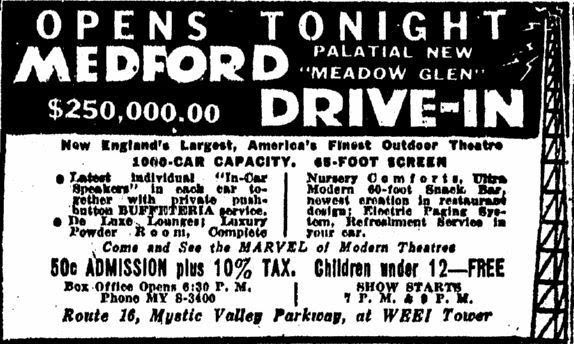 OPENS TONIGHT
MEDFORD
PALATIAL NEW
"MEADOW GLEN"
$250,000.00
DRIVE-IN
New England's Largest, America's Finest Outdoor Theatre
1000-CAR CAPACITY. 65-FOOT SCREEN
● Latest individual "In-Car
Speakers" in each car to-
gether with private push-
button BUFFETERIA service.
● De Luxe Lounges; Luxury
Powder Room, Complete
Nursery Comforts, Ultra
Modern 60-foot Snack Bar,
newest creation in restaurant
design; Electric Paging Sys-
tem, Refreshment Service in
your car.
Come and See the MARVEL of Modern Theatres
50c ADMISSION plus 10% TAX. Children under 12—FREE
Box Office Opens 6:30 P. M.
Phone MY 8-3400
SHOW STARTS
7 P. M. & 9 P. M.
Route 16, Mystic Valley Parkway, at WEEI Tower